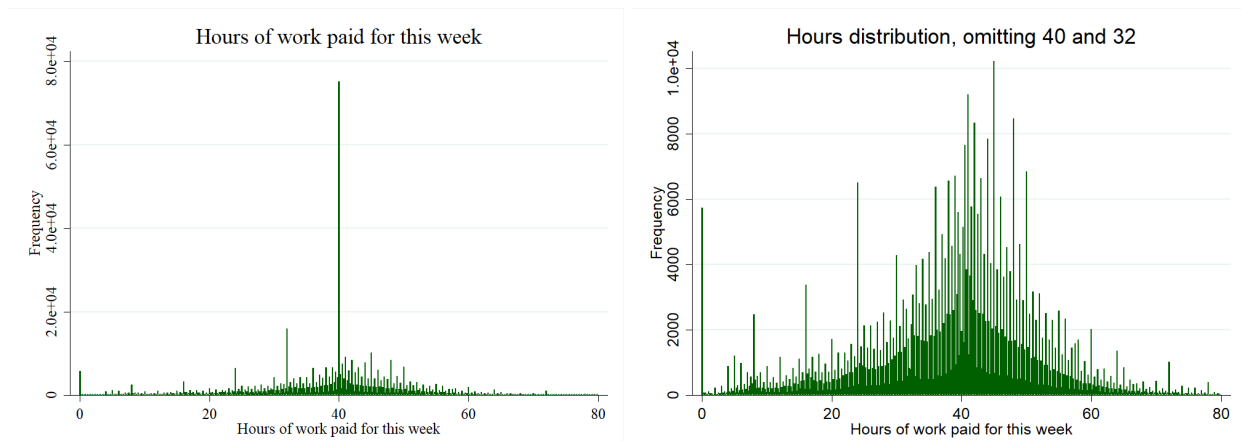 Hours of work paid for this week
Frequency
8.0e+04
6.0e+04
4.0e+04
2.0e+04
0
0 20 40 60 80
Hours of work paid for this week
Hours distribution, omitting 40 and 32
Frequency
1.0e+04
8000
6000
4000
2000
0
0 20 40 60 80
Hours of work paid for this week